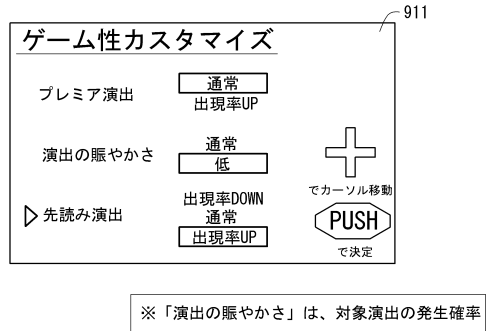 911
ゲーム性カスタマイズ
プレミア演出
通常
出現率UP
演出の賑やかさ
通常
低
先読み演出
出現率DOWN
通常
出現率UP
でカーソル移動
PUSH
で決定
※「演出の賑やかさ」は、対象演出の発生確率